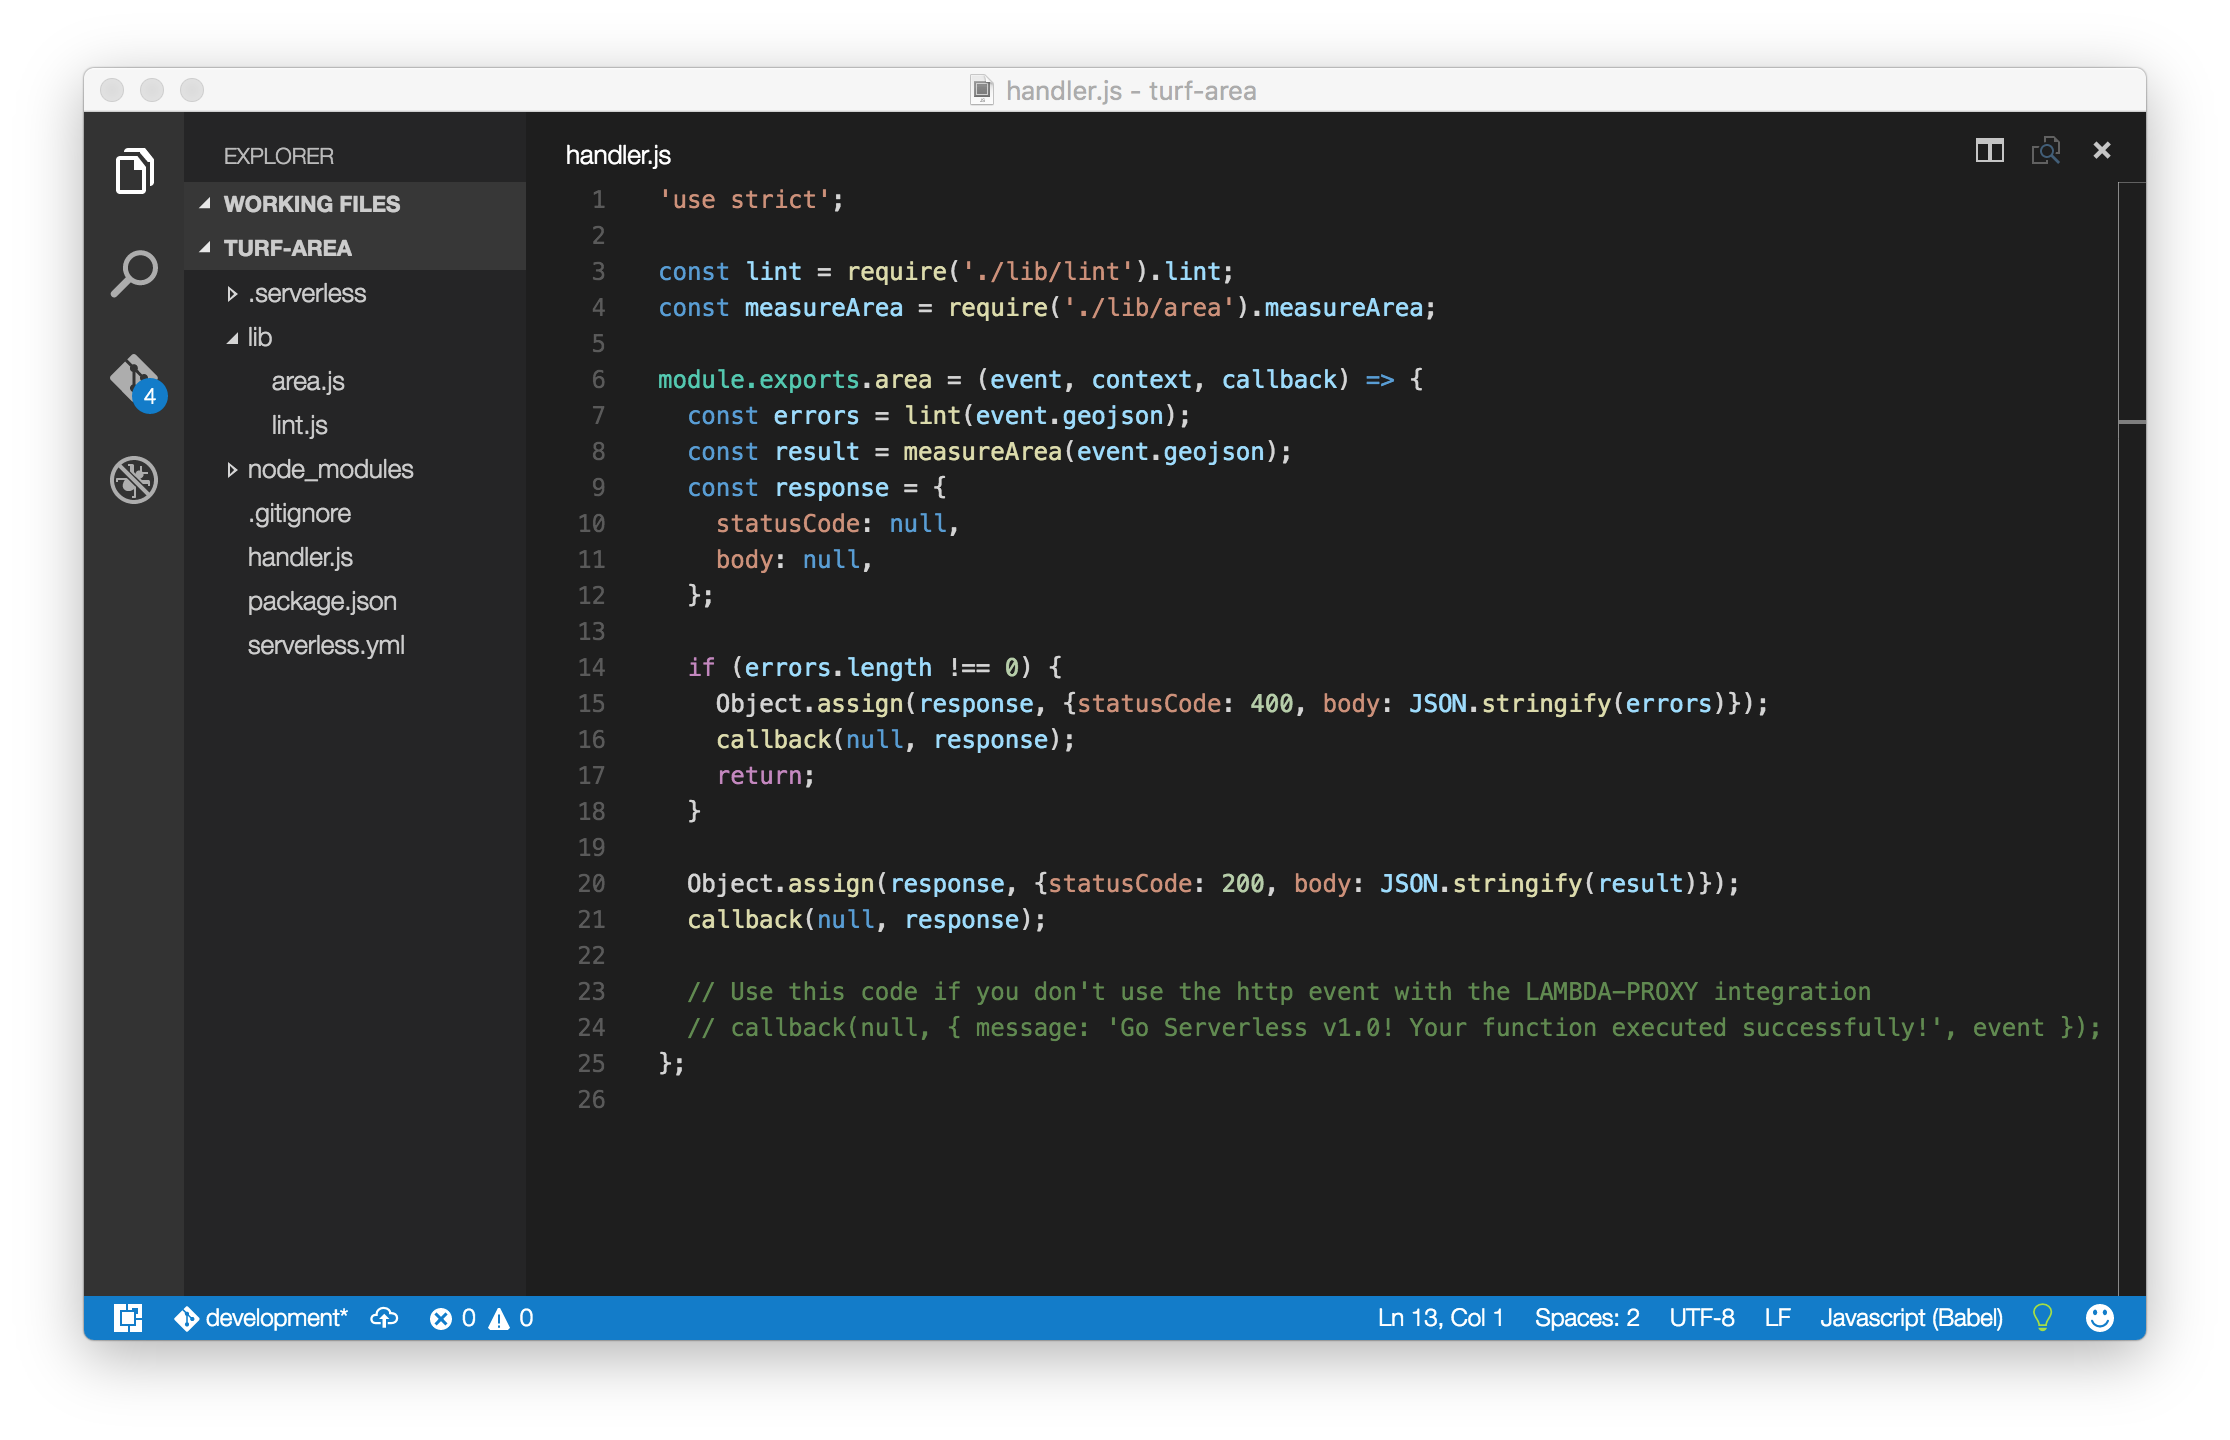 handler.js - turf-area
EXPLORER
WORKING FILES
TURF-AREA
.serverless
lib
area.js
lint.js
node_modules
.gitignore
handler.js
package.json
serverless.yml
4
handler.js
1 'use strict';
2
3 const lint = require('./lib/lint').lint;
4 const measureArea = require('./lib/area').measureArea;
5
6 module.exports.area = (event, context, callback) => {
7   const errors = lint(event.geojson);
8   const result = measureArea(event.geojson);
9   const response = {
10     statusCode: null,
11     body: null,
12   };
13
14   if (errors.length !== 0) {
15     Object.assign(response, {statusCode: 400, body: JSON.stringify(errors)});
16     callback(null, response);
17     return;
18   }
19
20   Object.assign(response, {statusCode: 200, body: JSON.stringify(result)});
21   callback(null, response);
22
23   // Use this code if you don't use the http event with the LAMBDA-PROXY integration
24   // callback(null, { message: 'Go Serverless v1.0! Your function executed successfully!', event });
25 };
26
development* 0 0 Ln 13, Col 1 Spaces: 2 UTF-8 LF Javascript (Babel)